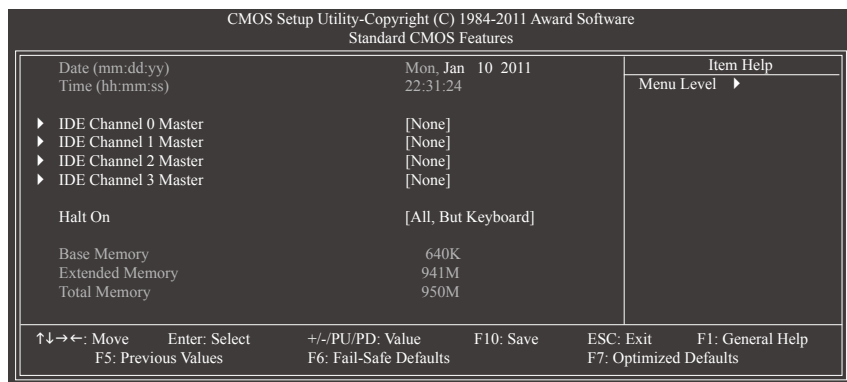 CMOS Setup Utility-Copyright (C) 1984-2011 Award Software
Standard CMOS Features
Date (mm:dd:yy) Mon, Jan 10 2011
Time (hh:mm:ss) 22:31:24
▶ IDE Channel 0 Master [None]
▶ IDE Channel 1 Master [None]
▶ IDE Channel 2 Master [None]
▶ IDE Channel 3 Master [None]
Halt On [All, But Keyboard]
Base Memory 640K
Extended Memory 941M
Total Memory 950M
Item Help
Menu Level ▶
↑↓→←: Move Enter: Select +/-/PU/PD: Value F10: Save ESC: Exit F1: General Help
F5: Previous Values F6: Fail-Safe Defaults F7: Optimized Defaults